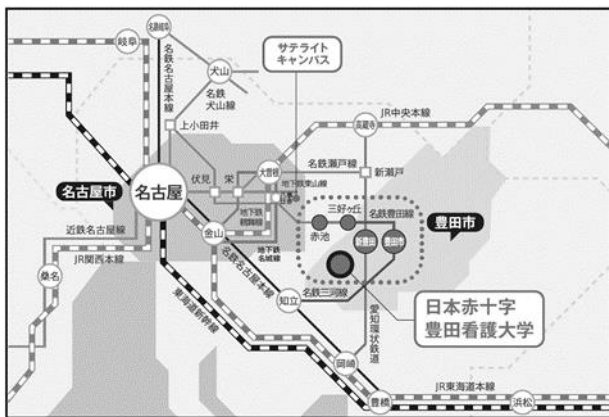 名鉄岐阜
岐阜
犬山
サテライト
キャンパス
名鉄名古屋本線
名鉄
犬山線
JR中央本線
上小田井
高蔵寺
大曽根
名鉄瀬戸線
新瀬戸
名古屋市
名古屋
伏見
栄
地下鉄東山線
三好ヶ丘
名鉄豊田線
豊田市
近鉄名古屋線
地下鉄
鶴舞線
赤池
新豊田
豊田市
金山
地下鉄
名城線
JR関西本線
桑名
名鉄名古屋本線
名鉄三河線
知立
日本赤十字
豊田看護大学
東海道新幹線
愛知環状鉄道
岡崎
JR東海道本線
豊橋
浜松